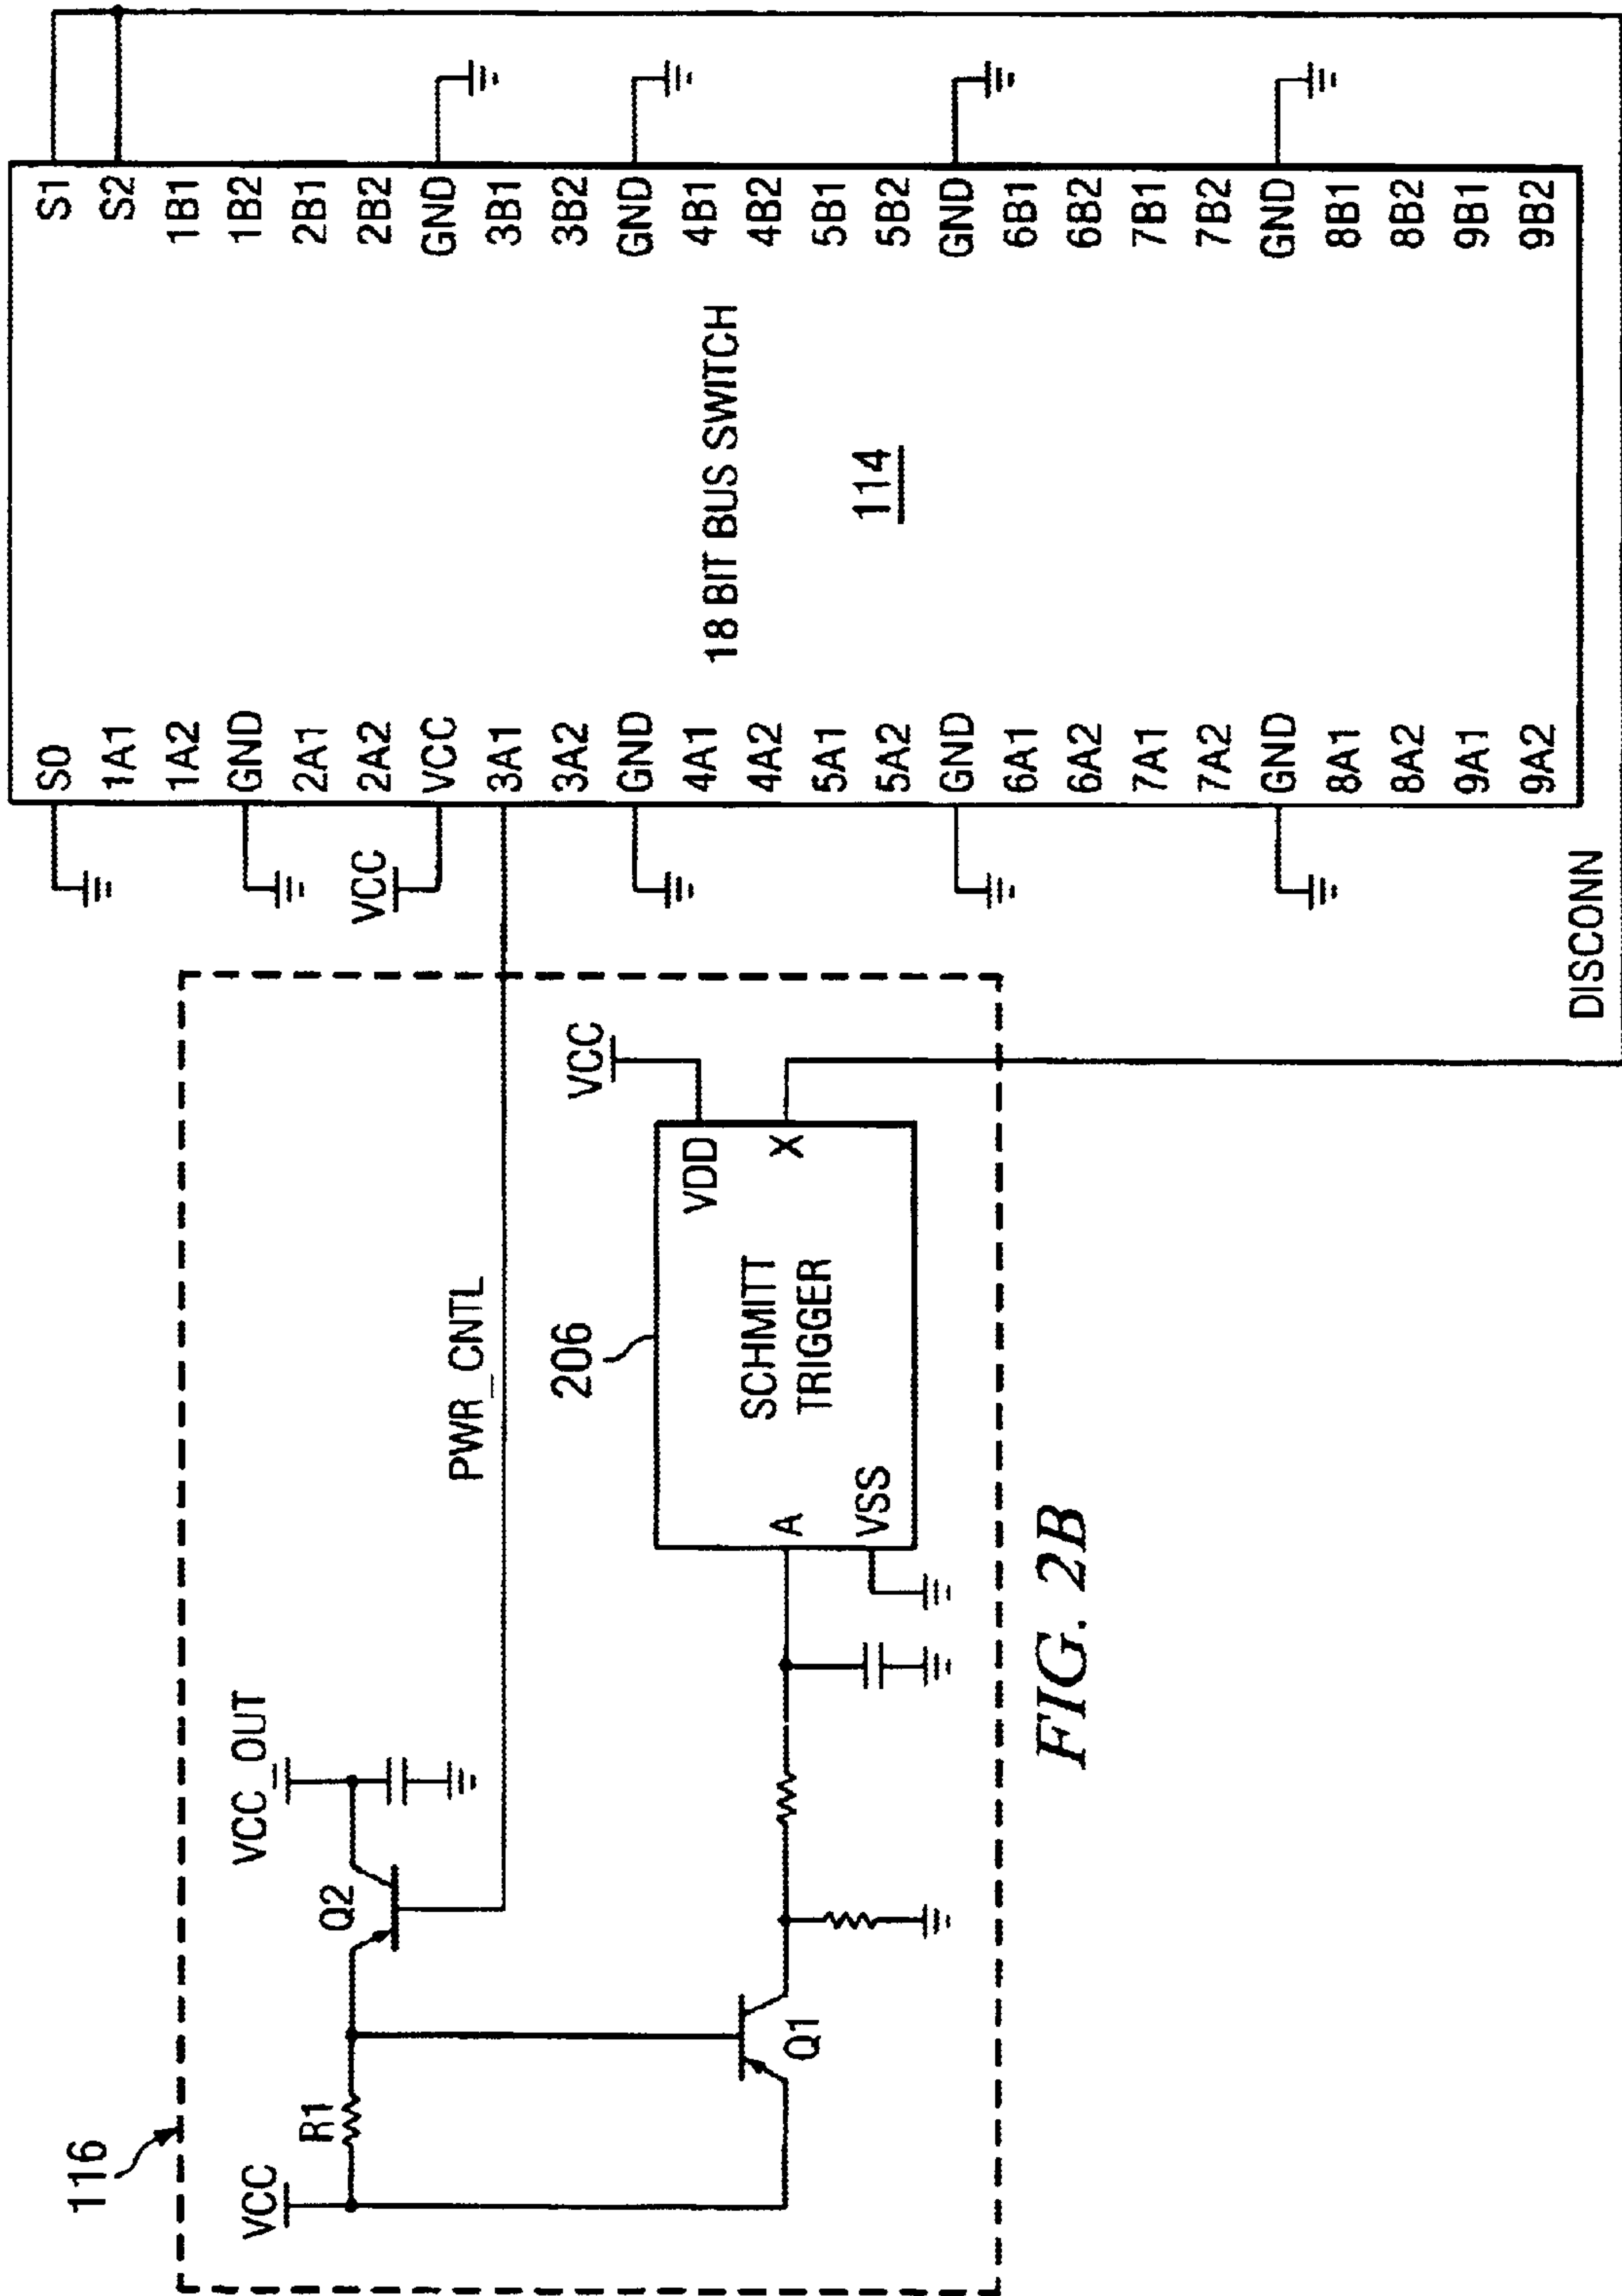 116
VCC
R1
Q2
VCC_OUT
PWR_CNTL
Q1
206
A
VSS
SCHMITT
TRIGGER
VDD
X
VCC
DISCONN
VCC
S0
1A1
1A2
GND
2A1
2A2
VCC
3A1
3A2
GND
4A1
4A2
5A1
5A2
GND
6A1
6A2
7A1
7A2
GND
8A1
8A2
9A1
9A2
18 BIT BUS SWITCH
114
S1
S2
1B1
1B2
2B1
2B2
GND
3B1
3B2
GND
4B1
4B2
5B1
5B2
GND
6B1
6B2
7B1
7B2
GND
8B1
8B2
9B1
9B2
FIG. 2B